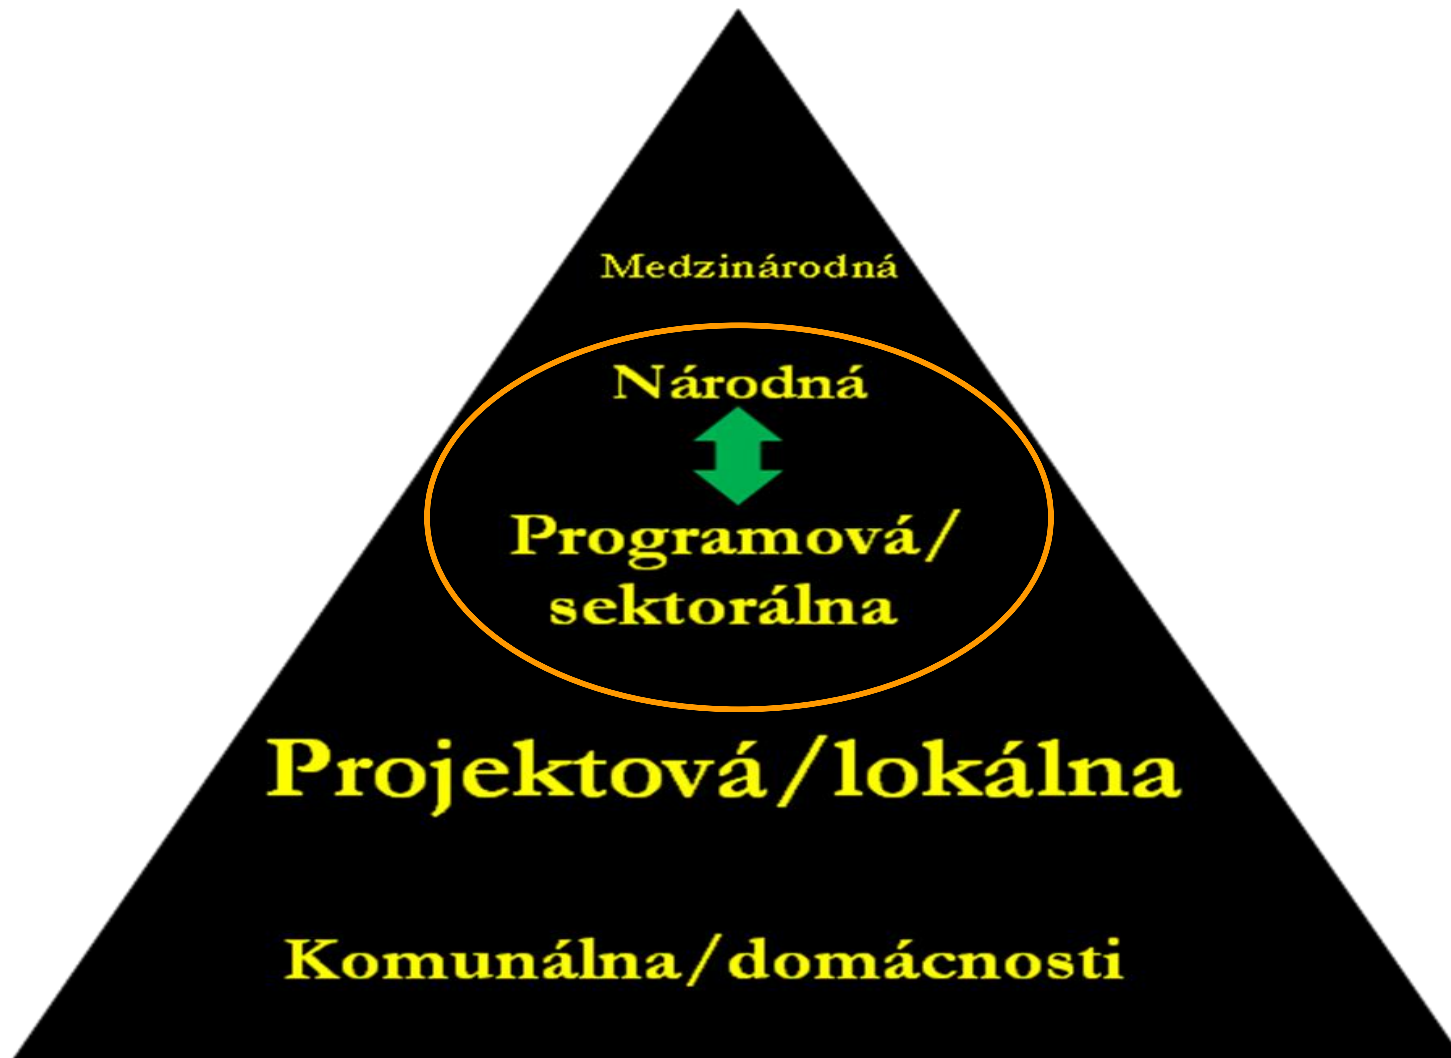 Medzinárodná
Národná
Programová/
sektorálna
Projektová/lokálna
Komunálna/domácnosti